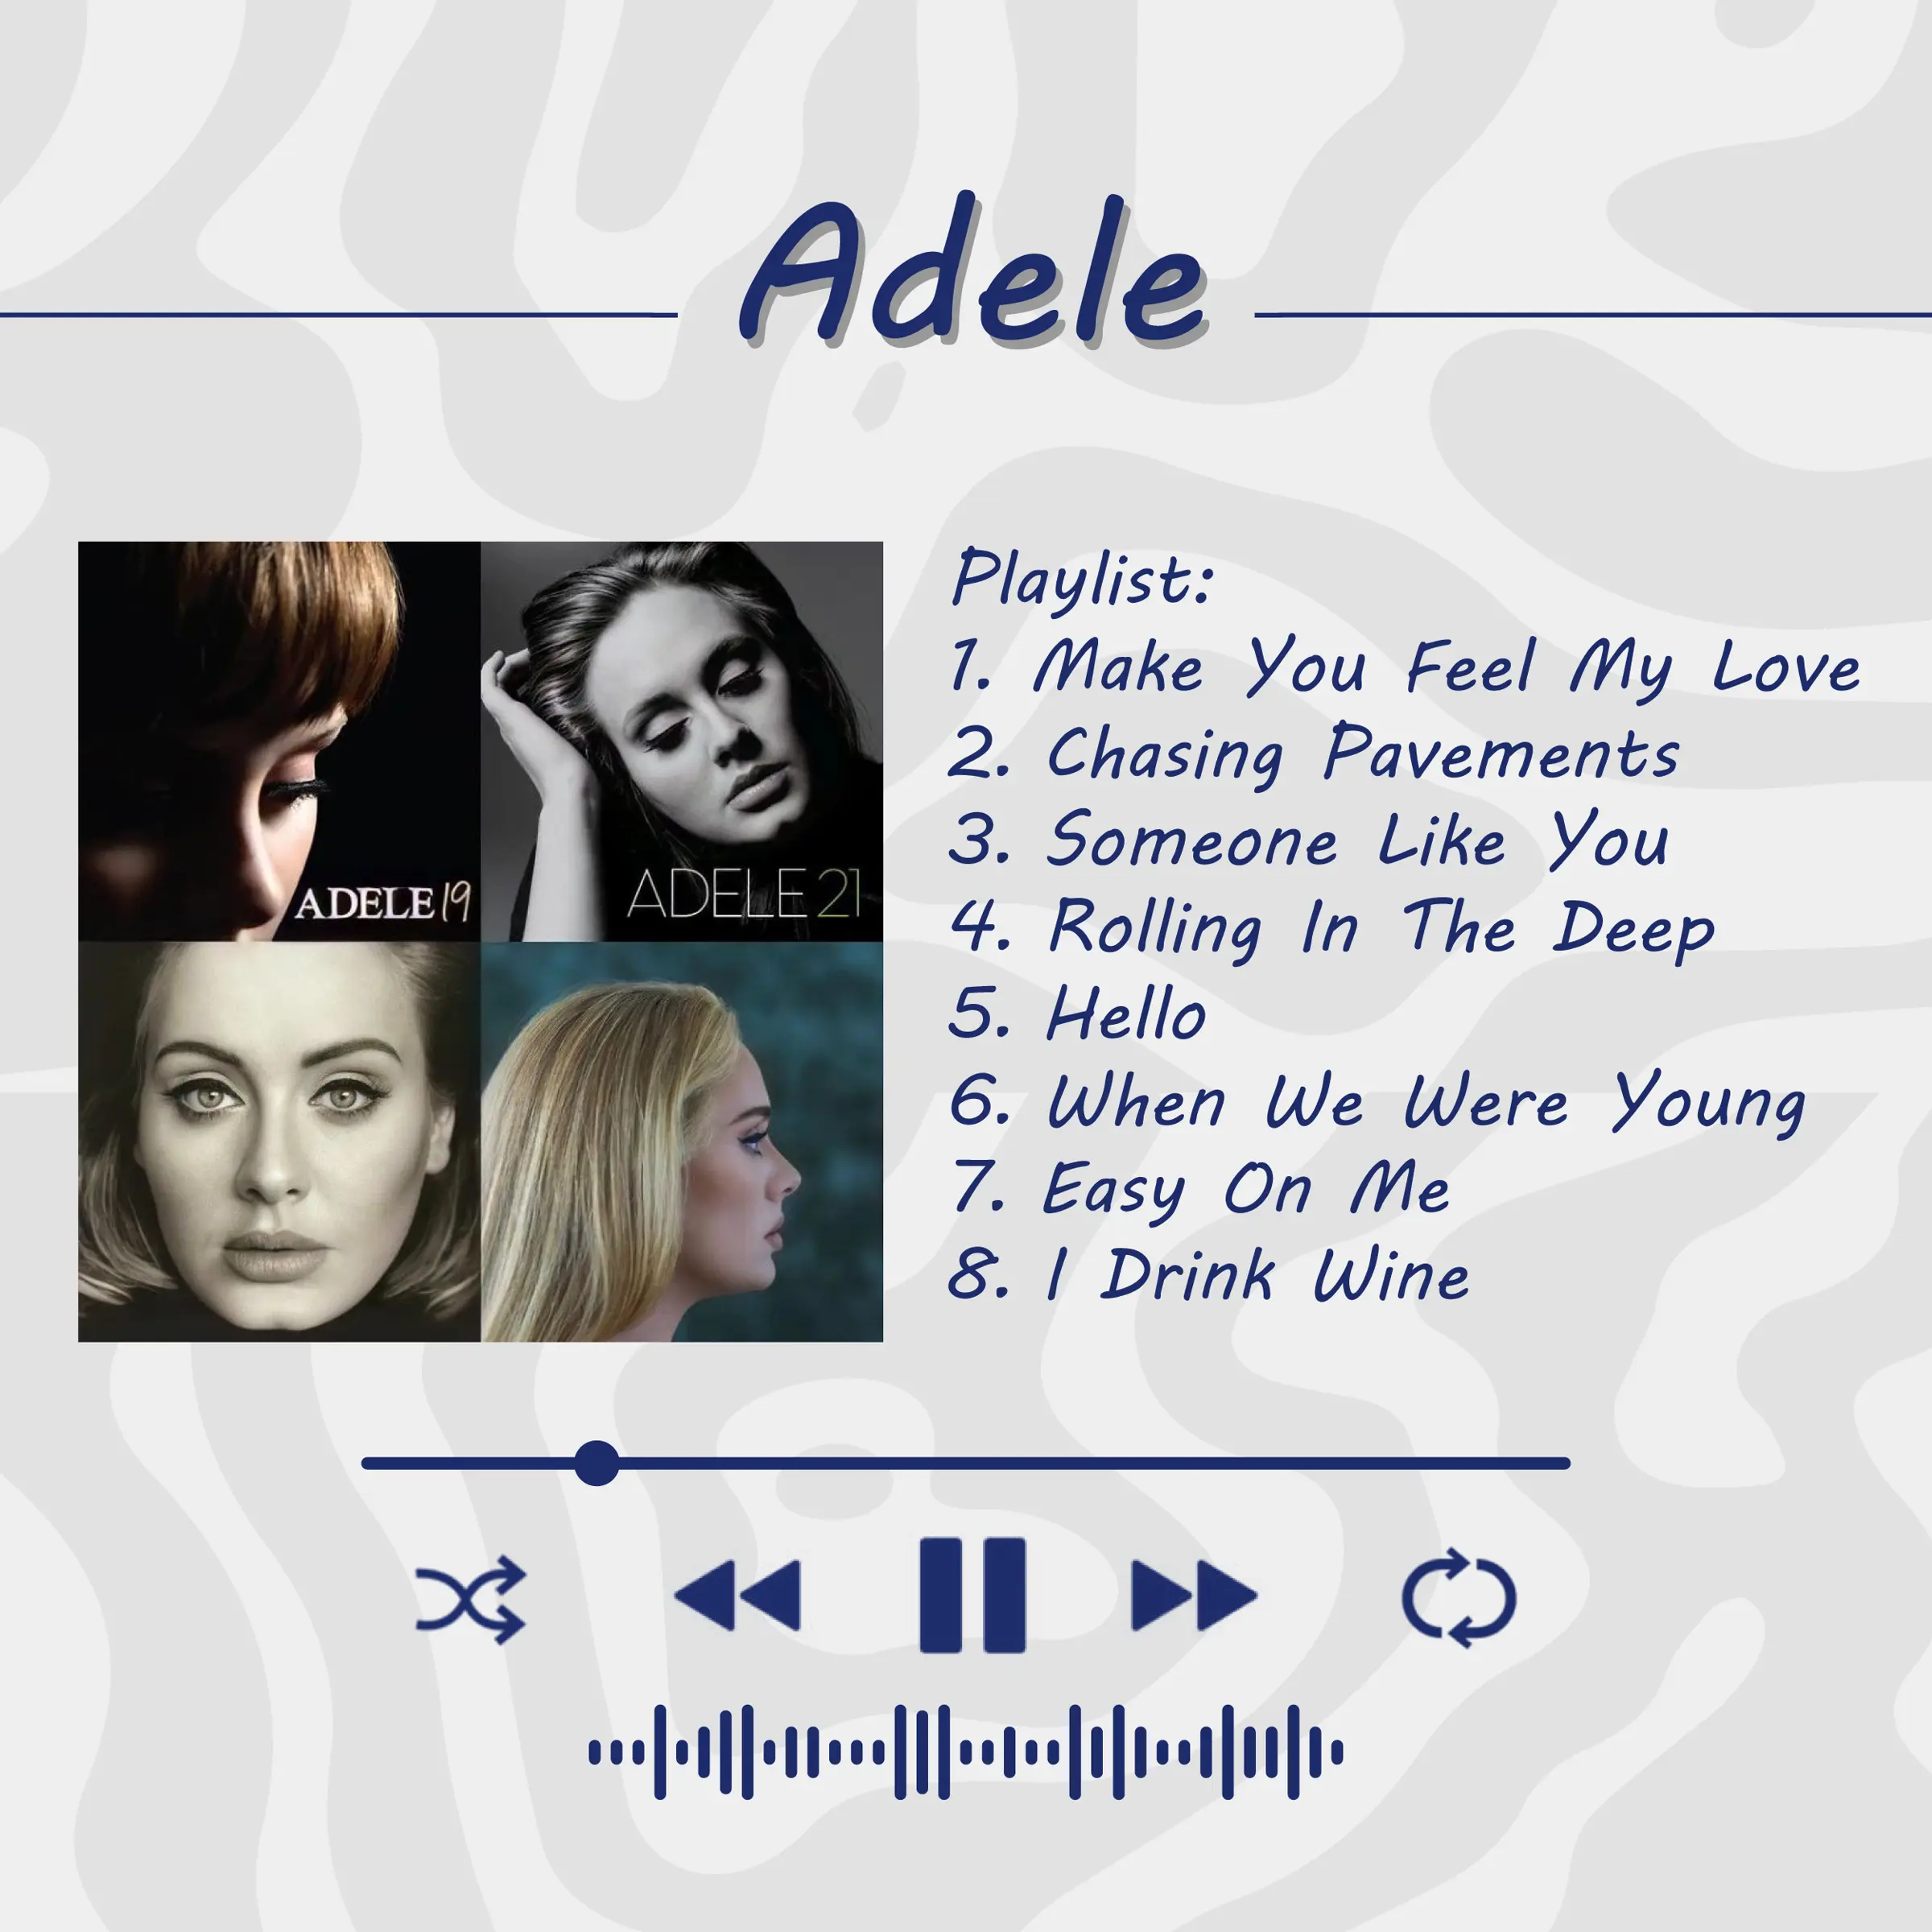 Adele
ADELE 19
ADELE 21
Playlist:
1. Make You Feel My Love
2. Chasing Pavements
3. Someone Like You
4. Rolling In The Deep
5. Hello
6. When We Were Young
7. Easy On Me
8. I Drink Wine